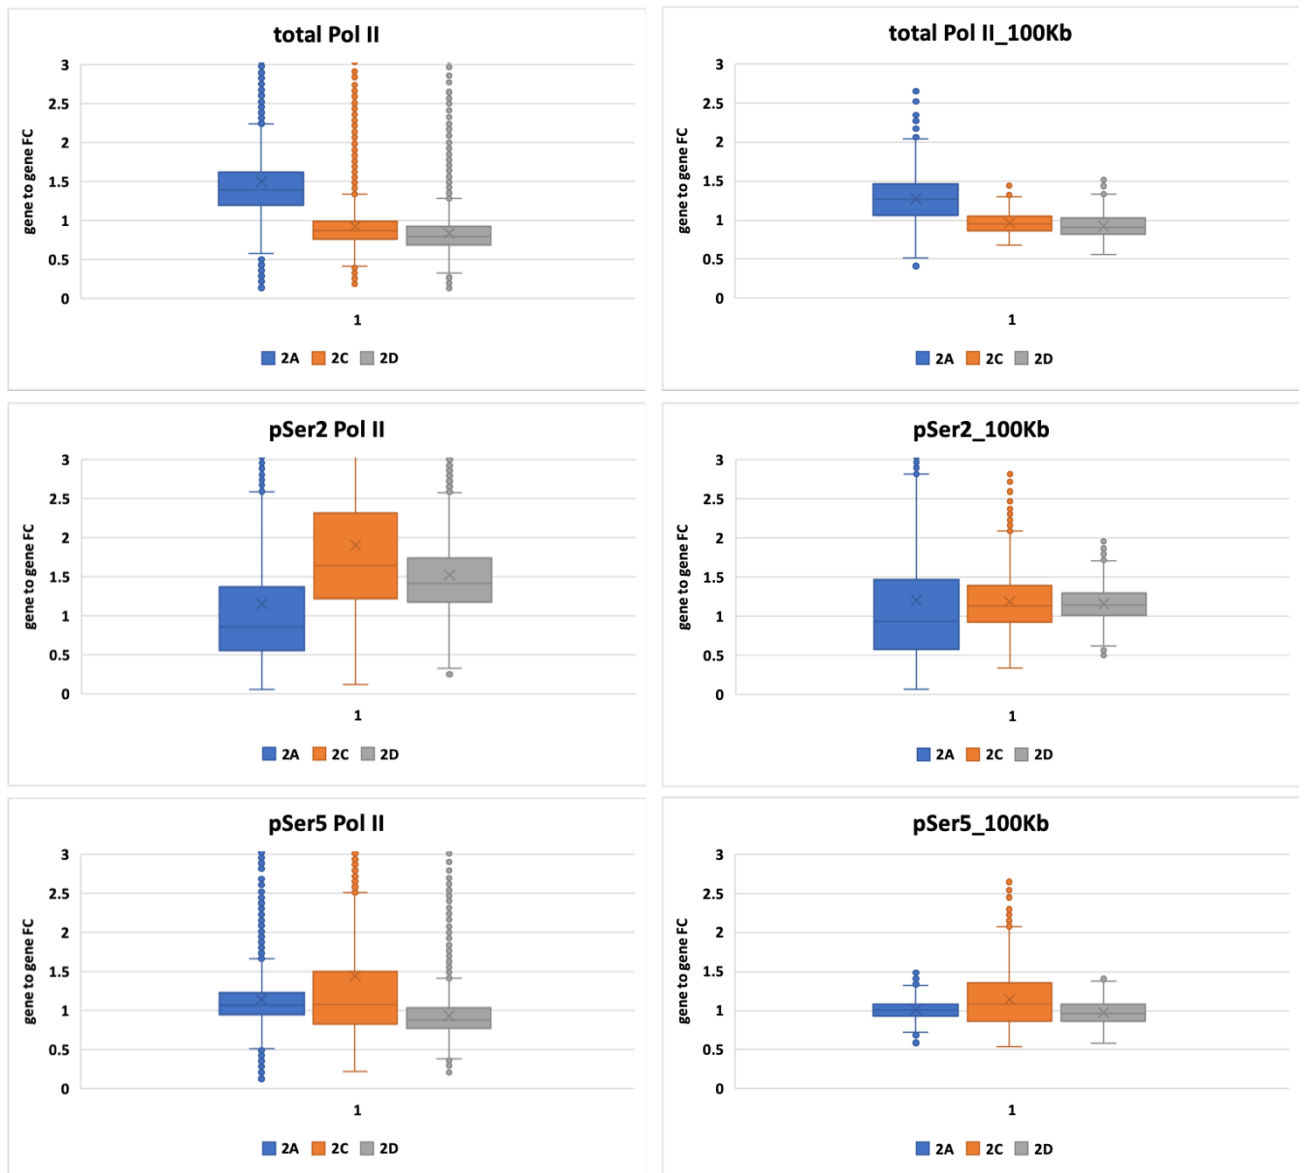 total Pol II
gene to gene FC
3
2.5
2
1.5
1
0.5
0
1
2A 2C 2D
total Pol II_100Kb
gene to gene FC
3
2.5
2
1.5
1
0.5
0
1
2A 2C 2D
pSer2 Pol II
gene to gene FC
3
2.5
2
1.5
1
0.5
0
1
2A 2C 2D
pSer2_100Kb
gene to gene FC
3
2.5
2
1.5
1
0.5
0
1
2A 2C 2D
pSer5 Pol II
gene to gene FC
3
2.5
2
1.5
1
0.5
0
1
2A 2C 2D
pSer5_100Kb
gene to gene FC
3
2.5
2
1.5
1
0.5
0
1
2A 2C 2D